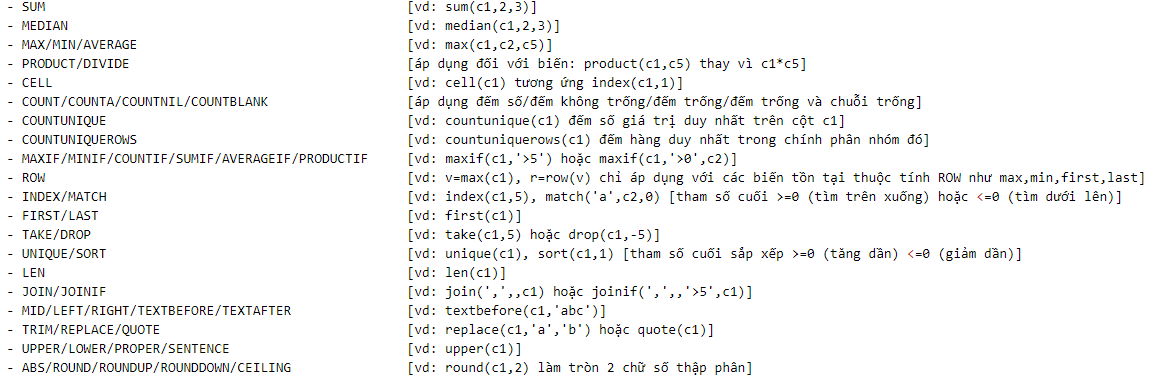 - SUM [vd: sum(c1,2,3)]
- MEDIAN [vd: median(c1,2,3)]
- MAX/MIN/AVERAGE [vd: max(c1,c2,c5)]
- PRODUCT/DIVIDE [áp dụng đối với biến: product(c1,c5) thay vì c1*c5]
- CELL [vd: cell(c1) tương ứng index(c1,1)]
- COUNT/COUNTA/COUNTNIL/COUNTBLANK [áp dụng đếm số/đếm không trống/đếm trống/đếm trống và chuỗi trống]
- COUNTUNIQUE [vd: countunique(c1) đếm số giá trị duy nhất trên cột c1]
- COUNTUNIQUEROWS [vd: countuniquerows(c1) đếm hàng duy nhất trong chính phân nhóm đó]
- MAXIF/MINIF/COUNTIF/SUMIF/AVERAGEIF/PRODUCTIF [vd: maxif(c1,'>5') hoặc maxif(c1,'>0',c2)]
- ROW [vd: v=max(c1), r=row(v) chỉ áp dụng với các biến tồn tại thuộc tính ROW như max,min,first,last]
- INDEX/MATCH [vd: index(c1,5), match('a',c2,0) [tham số cuối >=0 (tìm trên xuống) hoặc <=0 (tìm dưới lên)]
- FIRST/LAST [vd: first(c1)]
- TAKE/DROP [vd: take(c1,5) hoặc drop(c1,-5)]
- UNIQUE/SORT [vd: unique(c1), sort(c1,1) [tham số cuối sắp xếp >=0 (tăng dần) <=0 (giảm dần)]
- LEN [vd: len(c1)]
- JOIN/JOINIF [vd: join(',',,c1) hoặc joinif(',',,'>5',c1)]
- MID/LEFT/RIGHT/TEXTBEFORE/TEXTAFTER [vd: textbefore(c1,'abc')]
- TRIM/REPLACE/QUOTE [vd: replace(c1,'a','b') hoặc quote(c1)]
- UPPER/LOWER/PROPER/SENTENCE [vd: upper(c1)]
- ABS/ROUND/ROUNDUP/ROUNDDOWN/CEILING [vd: round(c1,2) làm tròn 2 chữ số thập phân]